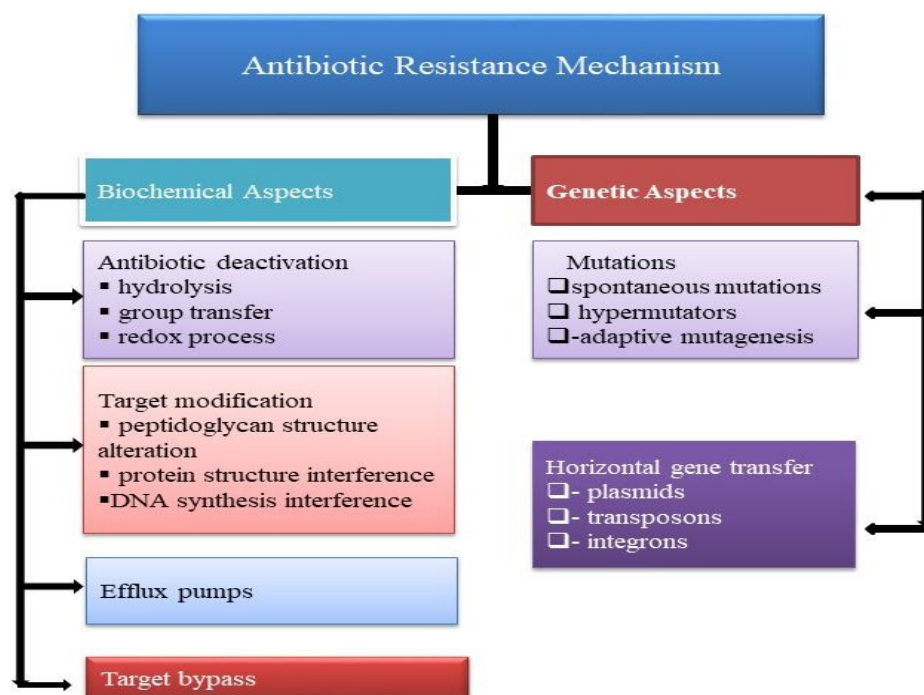 Antibiotic Resistance Mechanism
Biochemical Aspects
Antibiotic deactivation
▪ hydrolysis
▪ group transfer
▪ redox process
Target modification
▪ peptidoglycan structure
alteration
▪ protein structure interference
▪DNA synthesis interference
Efflux pumps
Target bypass
Genetic Aspects
Mutations
❑spontaneous mutations
❑ hypermutators
❑-adaptive mutagenesis
Horizontal gene transfer
❑- plasmids
❑- transposons
❑- integrons